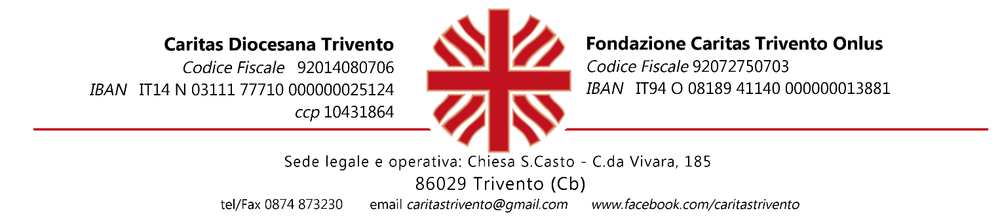 Caritas Diocesana Trivento
Codice Fiscale 92014080706
IBAN IT14 N 03111 77710 000000025124
ccp 10431864
Fondazione Caritas Trivento Onlus
Codice Fiscale 92072750703
IBAN IT94 O 08189 41140 000000013881
Sede legale e operativa: Chiesa S.Casto - C.da Vivara, 185
86029 Trivento (Cb)
tel/Fax 0874 873230 email caritastrivento@gmail.com www.facebook.com/caritastrivento